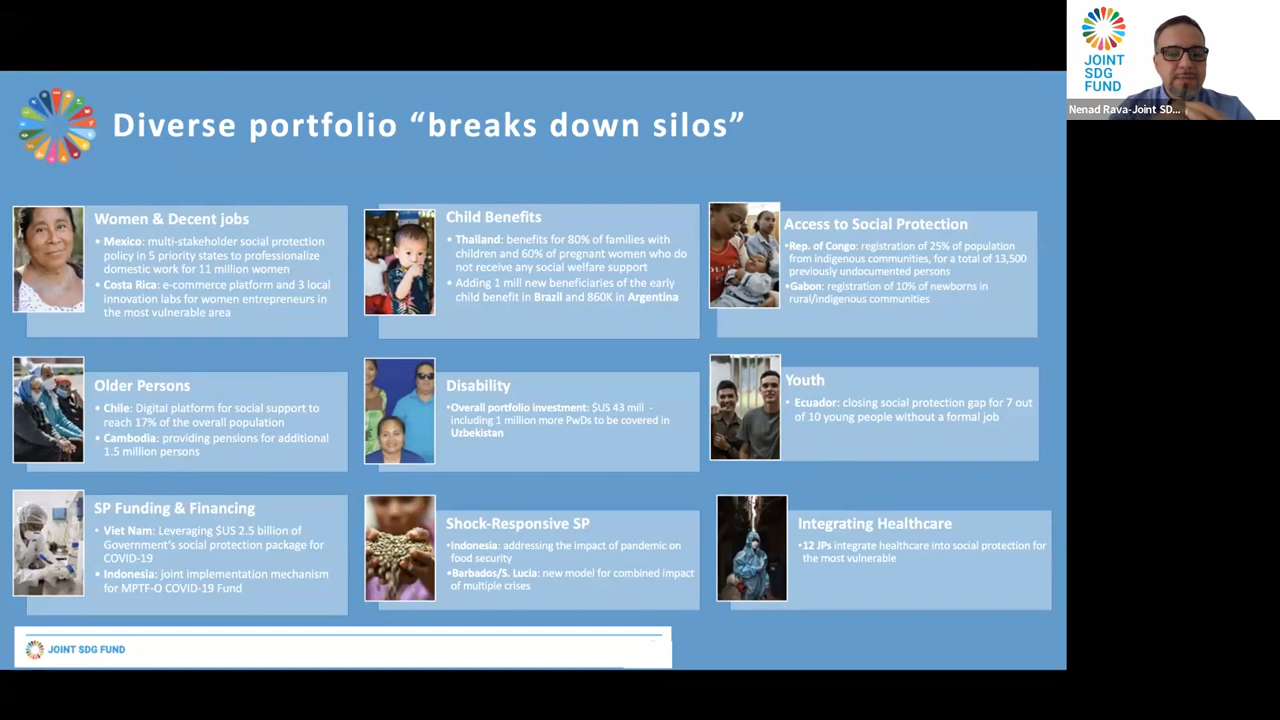 Diverse portfolio “breaks down silos”
Women & Decent jobs
• Mexico: multi-stakeholder social protection
policy in 5 priority states to professionalize
domestic work for 11 million women
• Costa Rica: e-commerce platform and 3 local
innovation labs for women entrepreneurs in
the most vulnerable area
Child Benefits
• Thailand: benefits for 80% of families with
children and 60% of pregnant women who do
not receive any social welfare support
• Adding 1 mill new beneficiaries of the early
child benefit in Brazil and 860K in Argentina
Access to Social Protection
•Rep. of Congo: registration of 25% of population
from indigenous communities, for a total of 13,500
previously undocumented persons
•Gabon: registration of 10% of newborns in
rural/indigenous communities
Older Persons
• Chile: Digital platform for social support to
reach 17% of the overall population
• Cambodia: providing pensions for additional
1.5 million persons
Disability
•Overall portfolio investment: $US 43 mill -
including 1 million more PwDs to be covered in
Uzbekistan
Youth
• Ecuador: closing social protection gap for 7 out
of 10 young people without a formal job
SP Funding & Financing
• Viet Nam: Leveraging $US 2.5 billion of
Government’s social protection package for
COVID-19
• Indonesia: joint implementation mechanism
for MPTF-O COVID-19 Fund
Shock-Responsive SP
•Indonesia: addressing the impact of pandemic on
food security
•Barbados/S. Lucia: new model for combined impact
of multiple crises
Integrating Healthcare
•12 JPs integrate healthcare into social protection for
the most vulnerable
JOINT SDG FUND
JOINT
SDG
FUND
Nenad Rava-Joint SD...